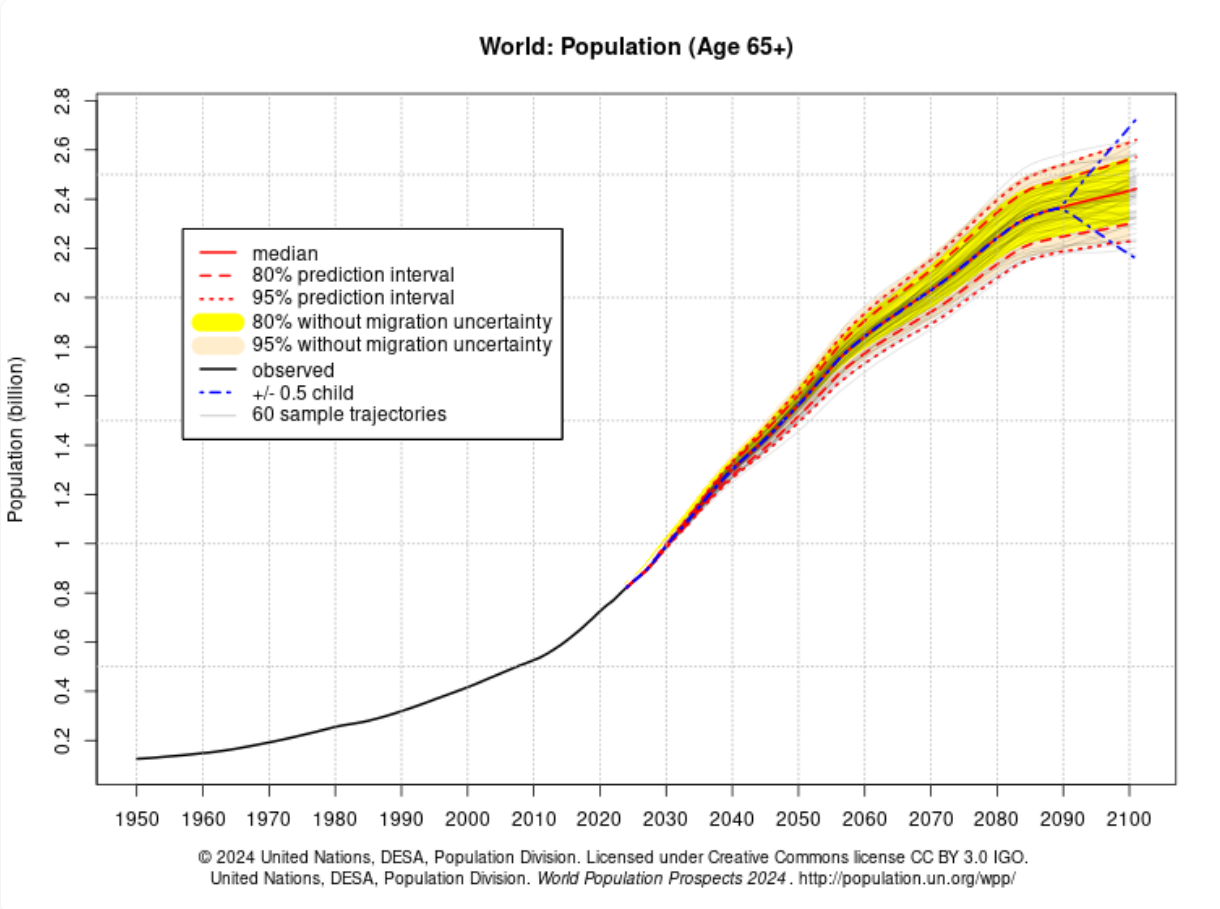 World: Population (Age 65+)
Population (billion)
2.8
2.6
2.4
2.2
2
1.8
1.6
1.4
1.2
1
0.8
0.6
0.4
0.2
median
80% prediction interval
95% prediction interval
80% without migration uncertainty
95% without migration uncertainty
observed
+/- 0.5 child
60 sample trajectories
1950 1960 1970 1980 1990 2000 2010 2020 2030 2040 2050 2060 2070 2080 2090 2100
© 2024 United Nations, DESA, Population Division. Licensed under Creative Commons license CC BY 3.0 IGO.
United Nations, DESA, Population Division. World Population Prospects 2024 . http://population.un.org/wpp/